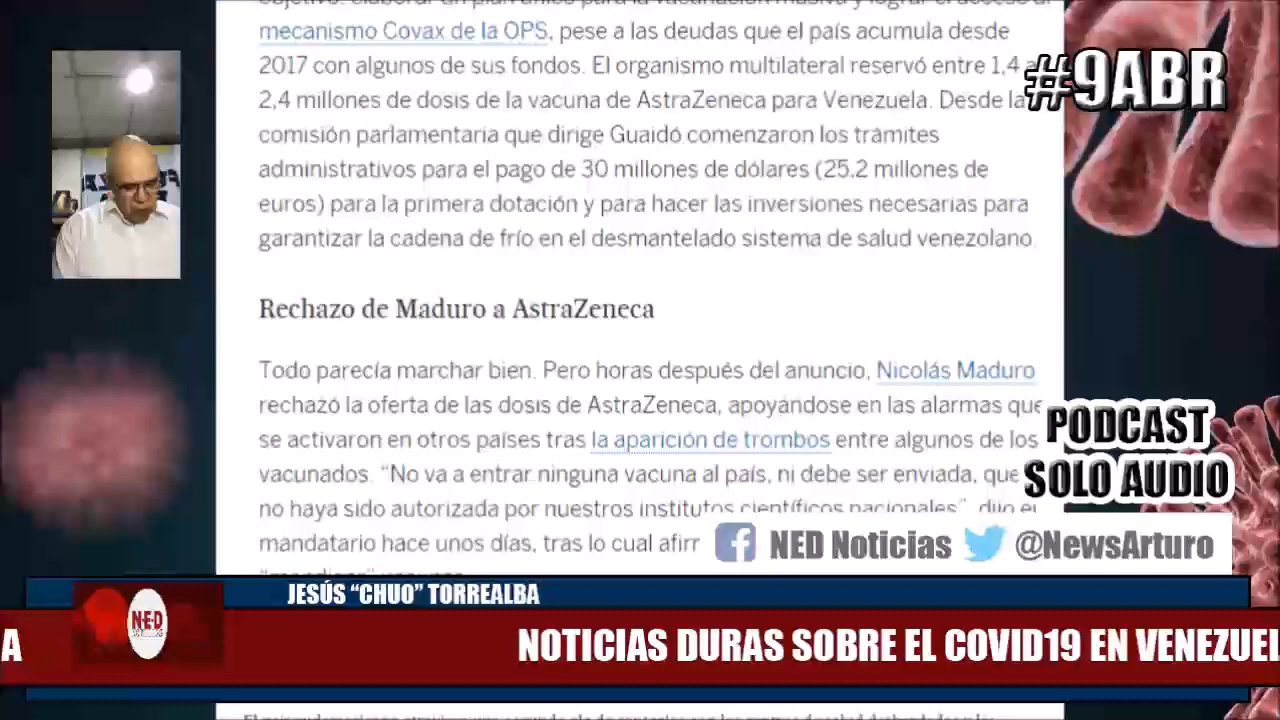 mecanismo Covax de la OPS, pese a las deudas que el país acumula desde
2017 con algunos de sus fondos. El organismo multilateral reservó entre 1,4 a
2,4 millones de dosis de la vacuna de AstraZeneca para Venezuela. Desde la
comisión parlamentaria que dirige Guaidó comenzaron los trámites
administrativos para el pago de 30 millones de dólares (25.2 millones de
euros) para la primera dotación y para hacer las inversiones necesarias para
garantizar la cadena de frío en el desmantelado sistema de salud venezolano.
#9ABR
Rechazo de Maduro a AstraZeneca
Todo parecía marchar bien. Pero horas después del anuncio, Nicolás Maduro
rechazó la oferta de las dosis de AstraZeneca, apoyándose en las alarmas que
se activaron en otros países tras la aparición de trombos entre algunos de los
vacunados. “No va a entrar ninguna vacuna al país, ni debe ser enviada, que
no haya sido autorizada por nuestros institutos científicos nacionales”, dijo el
mandatario hace unos días, tras lo cual afirr
PODCAST
SOLO AUDIO
NED Noticias @NewsArturo
JESÚS “CHUO” TORREALBA
N·E·D
A NOTICIAS DURAS SOBRE EL COVID19 EN VENEZUEL